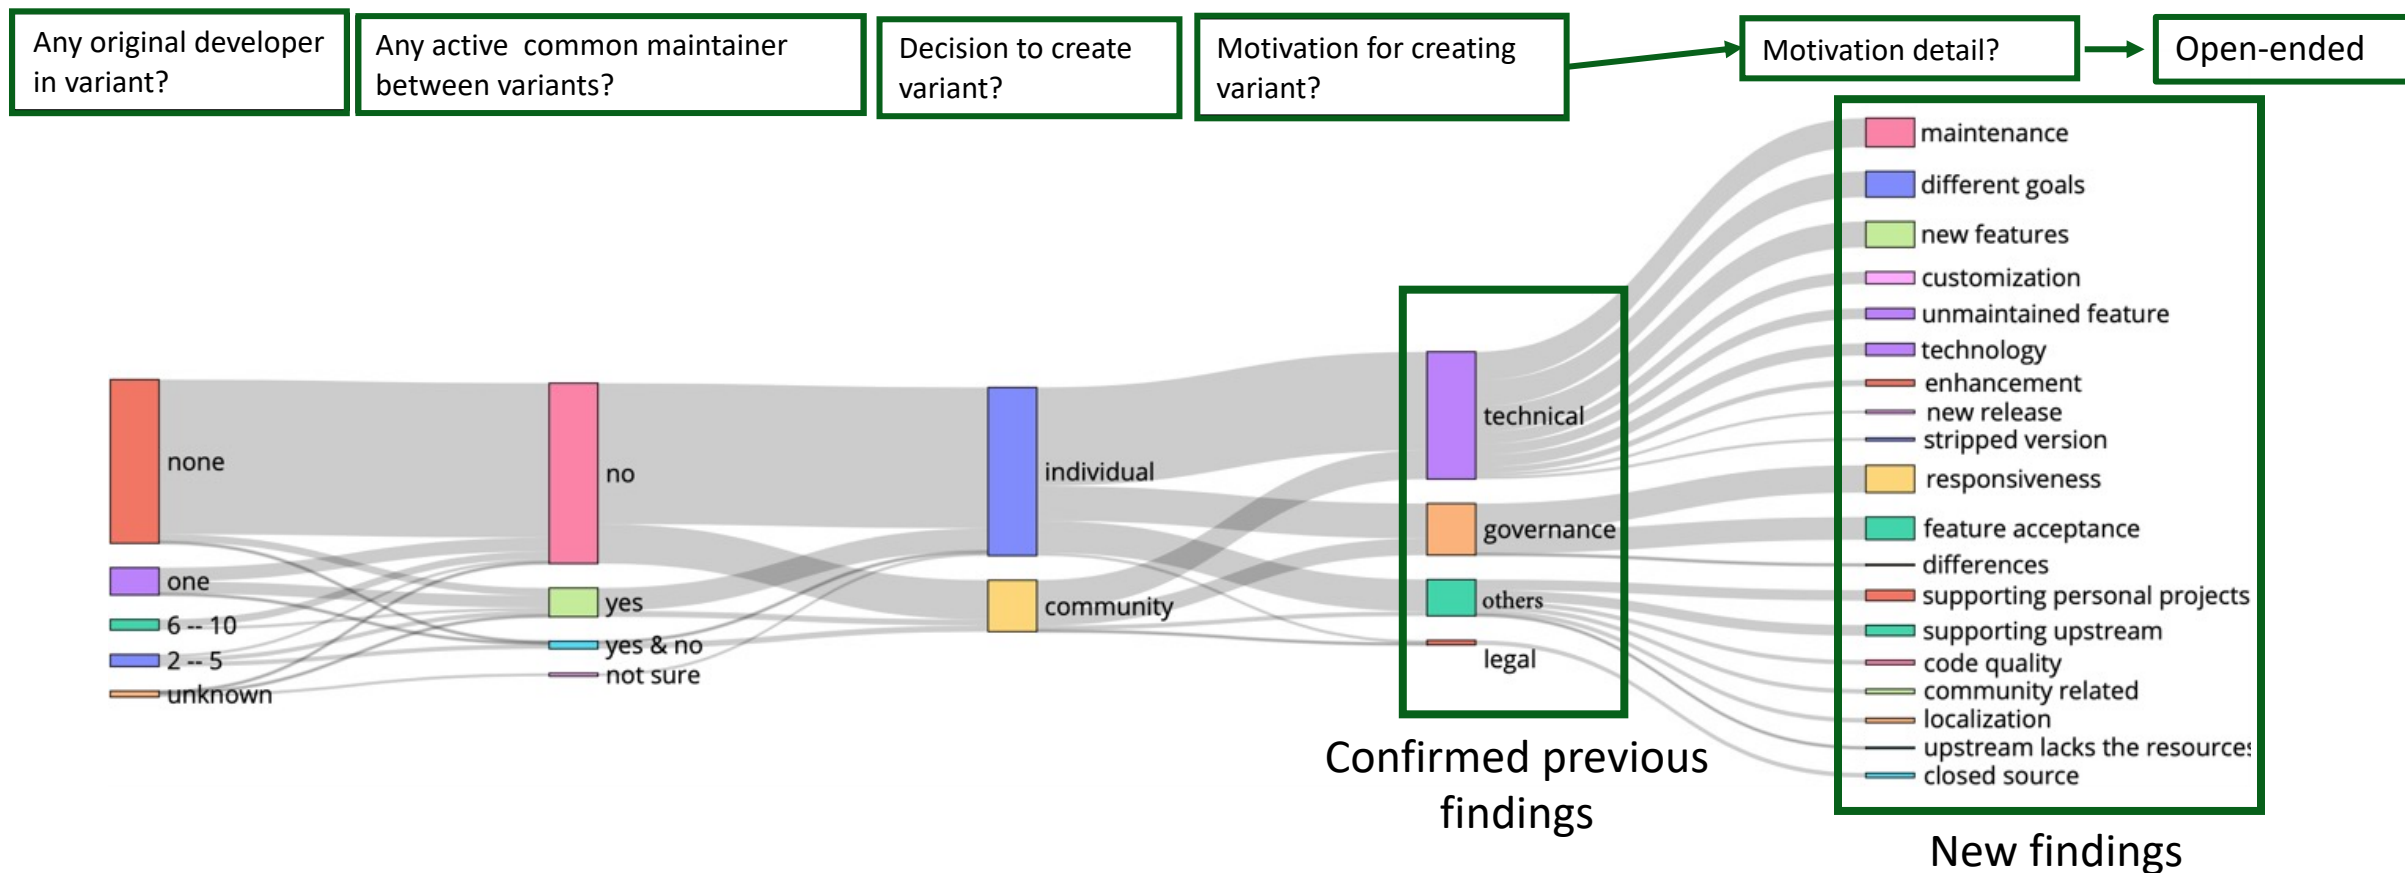 Any original developer
in variant?
Any active common maintainer
between variants?
Decision to create
variant?
Motivation for creating
variant?
Motivation detail?
Open-ended
none
one
6 -- 10
2 -- 5
unknown
no
yes
yes & no
not sure
individual
community
technical
governance
others
legal
Confirmed previous
findings
maintenance
different goals
new features
customization
unmaintained feature
technology
enhancement
new release
stripped version
responsiveness
feature acceptance
differences
supporting personal projects
supporting upstream
code quality
community related
localization
upstream lacks the resources
closed source
New findings